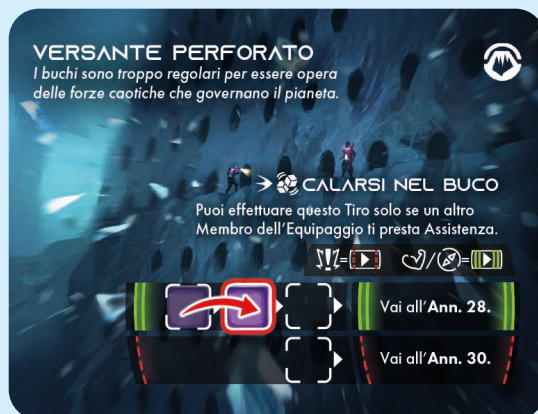 VERSANTE PERFORATO
I buchi sono troppo regolari per essere opera
delle forze caotiche che governano il pianeta.
CALARSI NEL BUCO
Puoi effettuare questo Tiro solo se un altro
Membro dell'Equipaggio ti presta Assistenza.
Vai all'Ann. 28.
Vai all'Ann. 30.